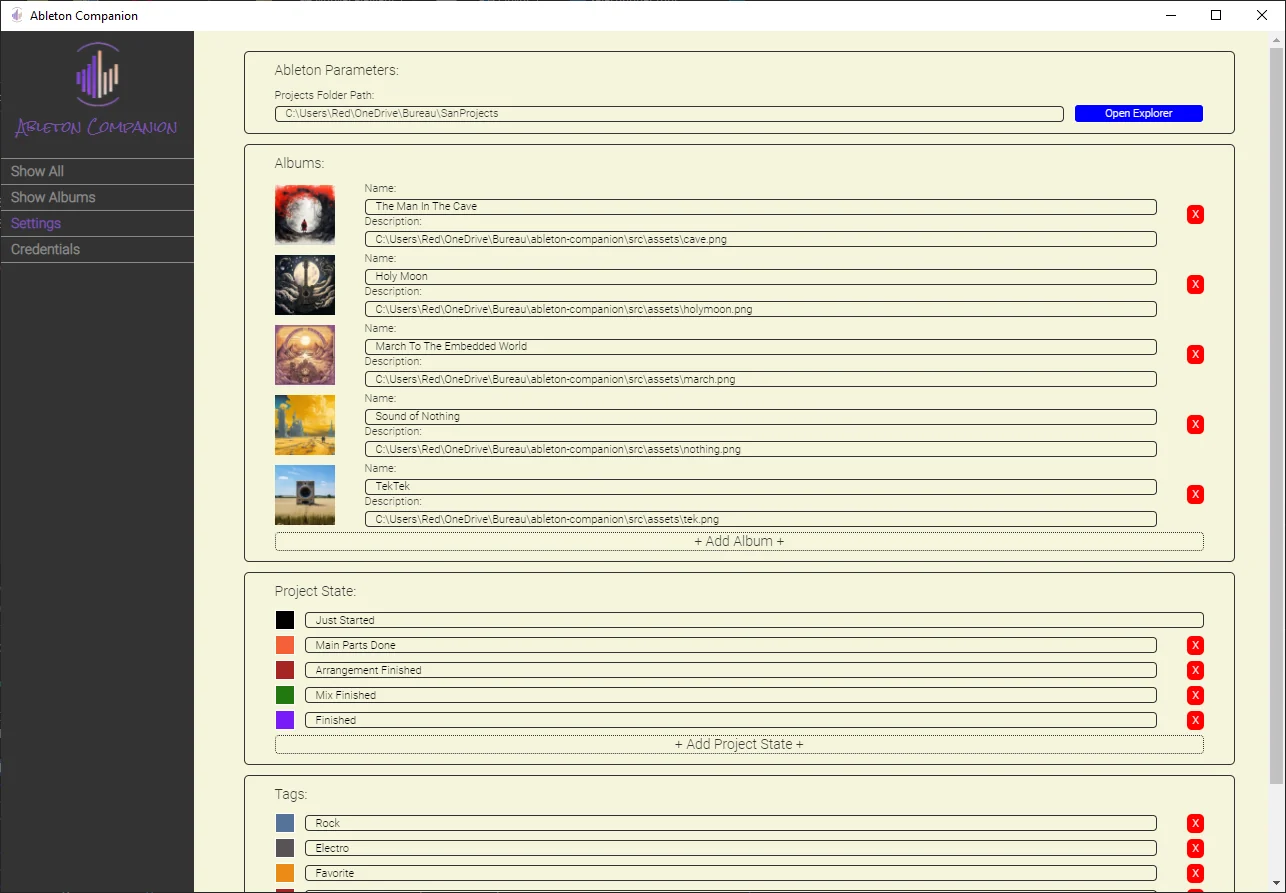 Ableton Companion
Ableton Companion
Show All
Show Albums
Settings
Credentials
Ableton Parameters:
Projects Folder Path:
C:\Users\Red\OneDrive\Bureau\SanProjects
Open Explorer
Albums:
Name:
The Man In The Cave
X
Description:
C:\Users\Red\OneDrive\Bureau\ableton-companion\src\assets\cave.png
Name:
Holy Moon
X
Description:
C:\Users\Red\OneDrive\Bureau\ableton-companion\src\assets\holymoon.png
Name:
March To The Embedded World
X
Description:
C:\Users\Red\OneDrive\Bureau\ableton-companion\src\assets\march.png
Name:
Sound of Nothing
X
Description:
C:\Users\Red\OneDrive\Bureau\ableton-companion\src\assets\nothing.png
Name:
TekTek
X
Description:
C:\Users\Red\OneDrive\Bureau\ableton-companion\src\assets\tek.png
+ Add Album +
Project State:
Just Started
Main Parts Done
X
Arrangement Finished
X
Mix Finished
X
Finished
X
+ Add Project State +
Tags:
Rock
X
Electro
X
Favorite
X